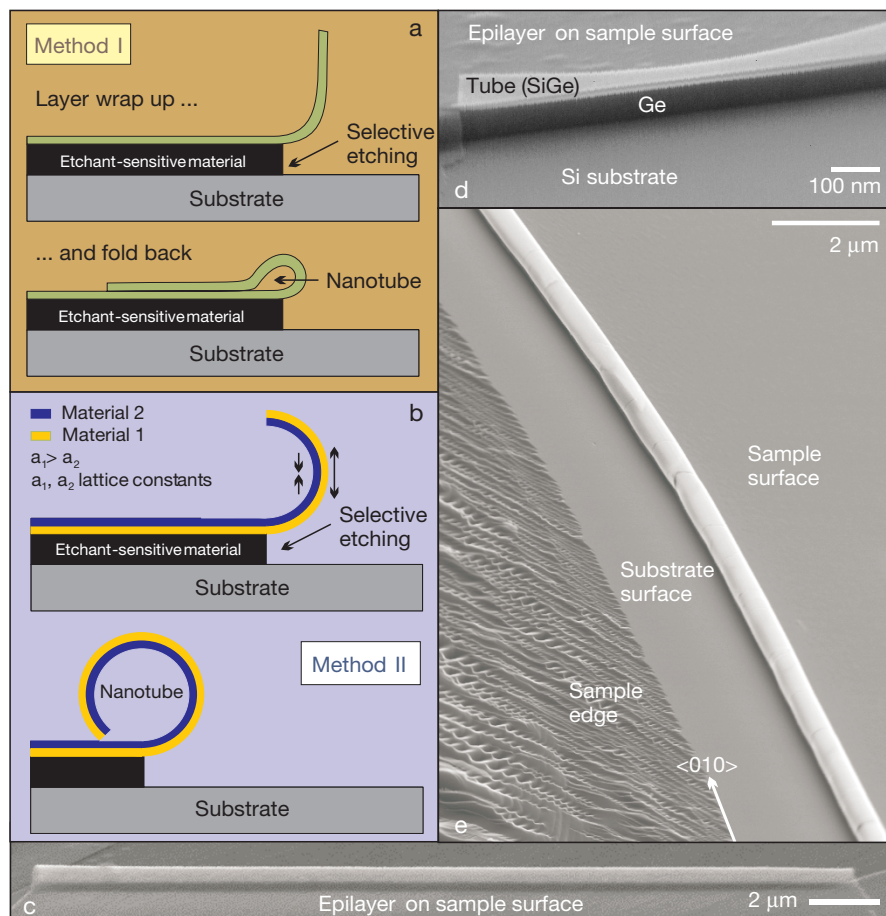 a
Method I
Layer wrap up ...
Selective
etching
Etchant-sensitive material
Substrate
... and fold back
Nanotube
Etchant-sensitive material
Substrate
b
Material 2
Material 1
a₁> a₂
a₁, a₂ lattice constants
Selective
etching
Etchant-sensitive material
Substrate
Method II
Nanotube
Substrate
c
Epilayer on sample surface
2 μm
Epilayer on sample surface
Tube (SiGe)
Ge
Si substrate
d
100 nm
2 μm
Sample
surface
Substrate
surface
Sample
edge
<010>
e